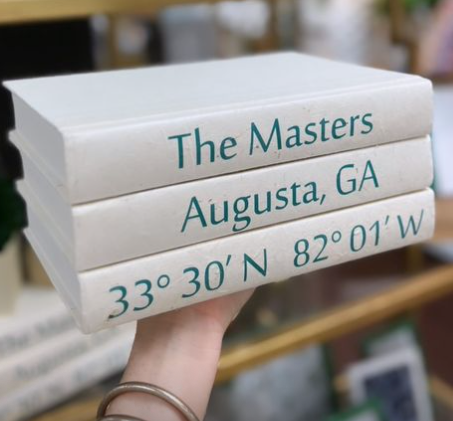 The Masters
Augusta, GA
33° 30' N 82° 01' W